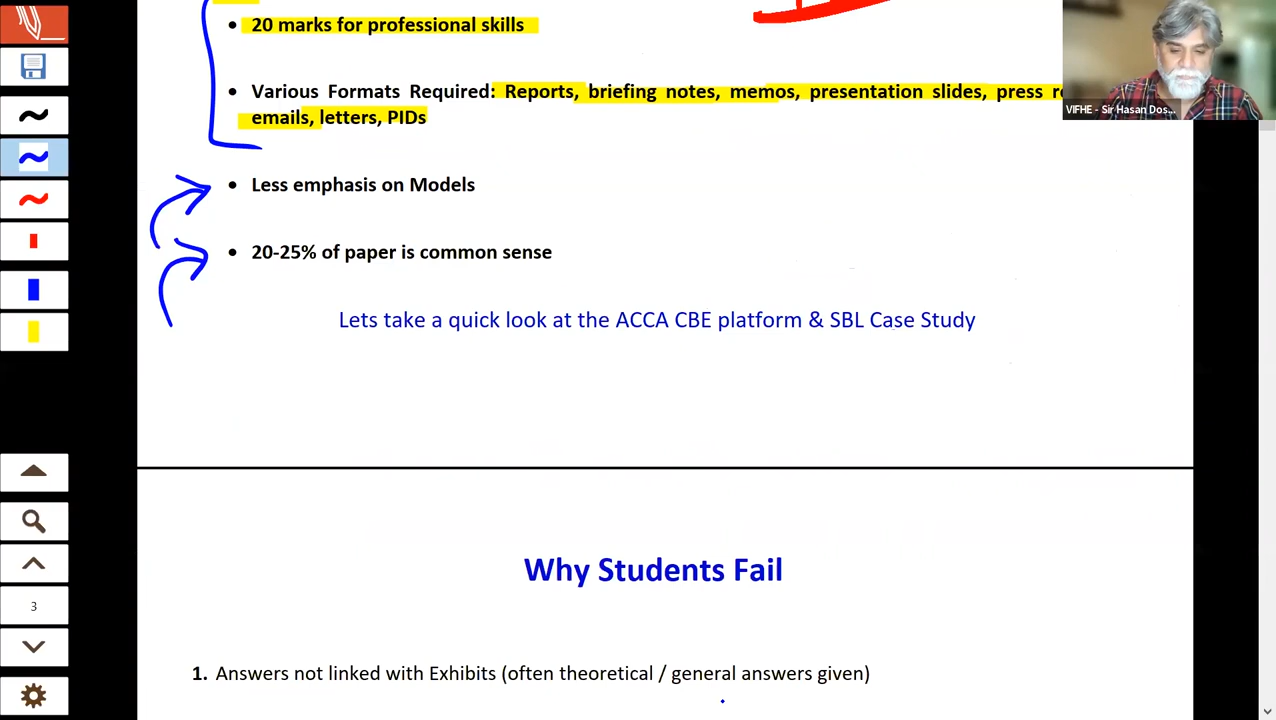 20 marks for professional skills
Various Formats Required: Reports, briefing notes, memos, presentation slides, press
emails, letters, PIDs
VIFHE - Sir Hasan Dos...
Less emphasis on Models
20-25% of paper is common sense
Lets take a quick look at the ACCA CBE platform & SBL Case Study
3
Why Students Fail
1. Answers not linked with Exhibits (often theoretical / general answers given)